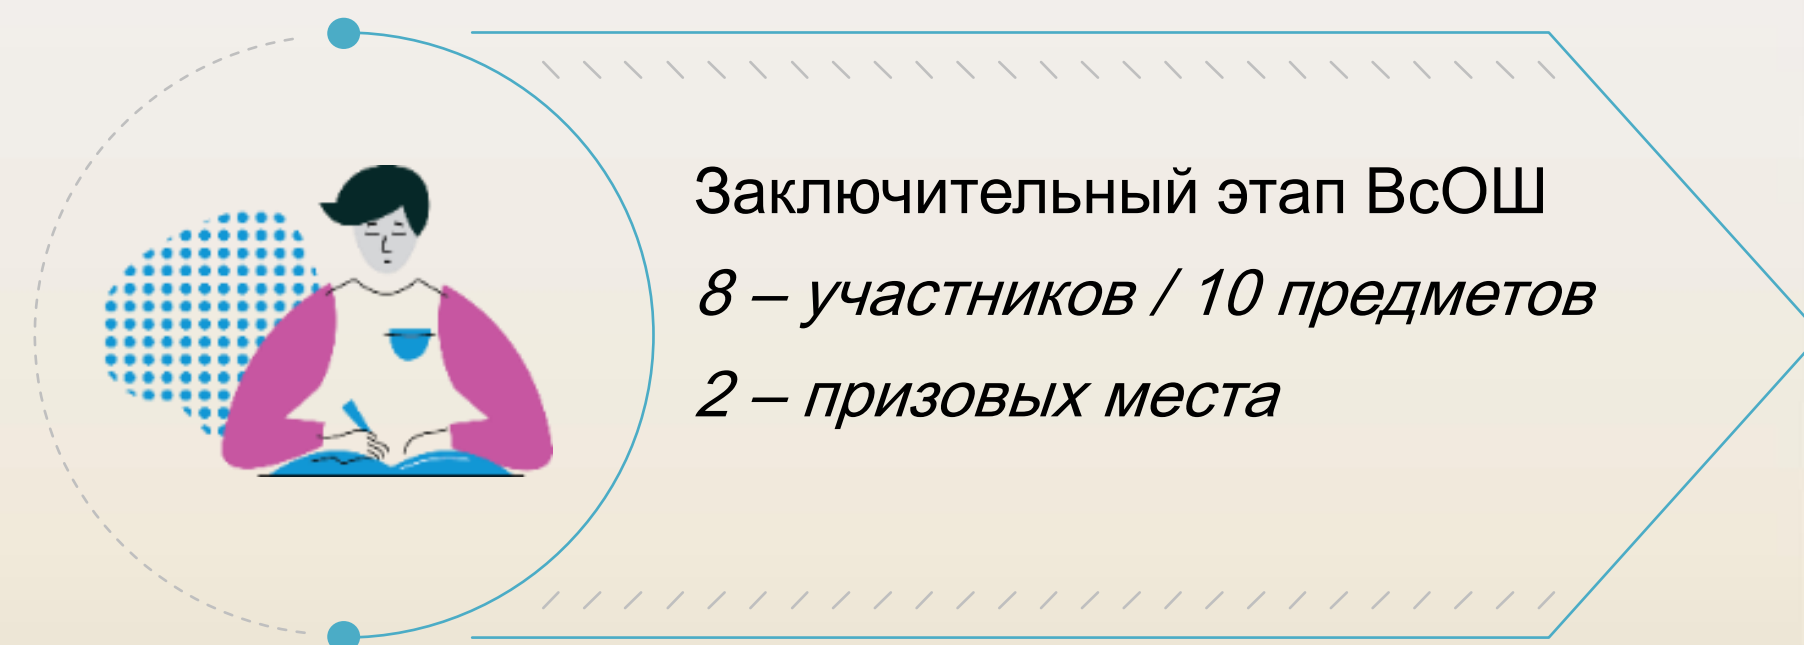 Заключительный этап ВсОШ
8 – участников / 10 предметов
2 – призовых места